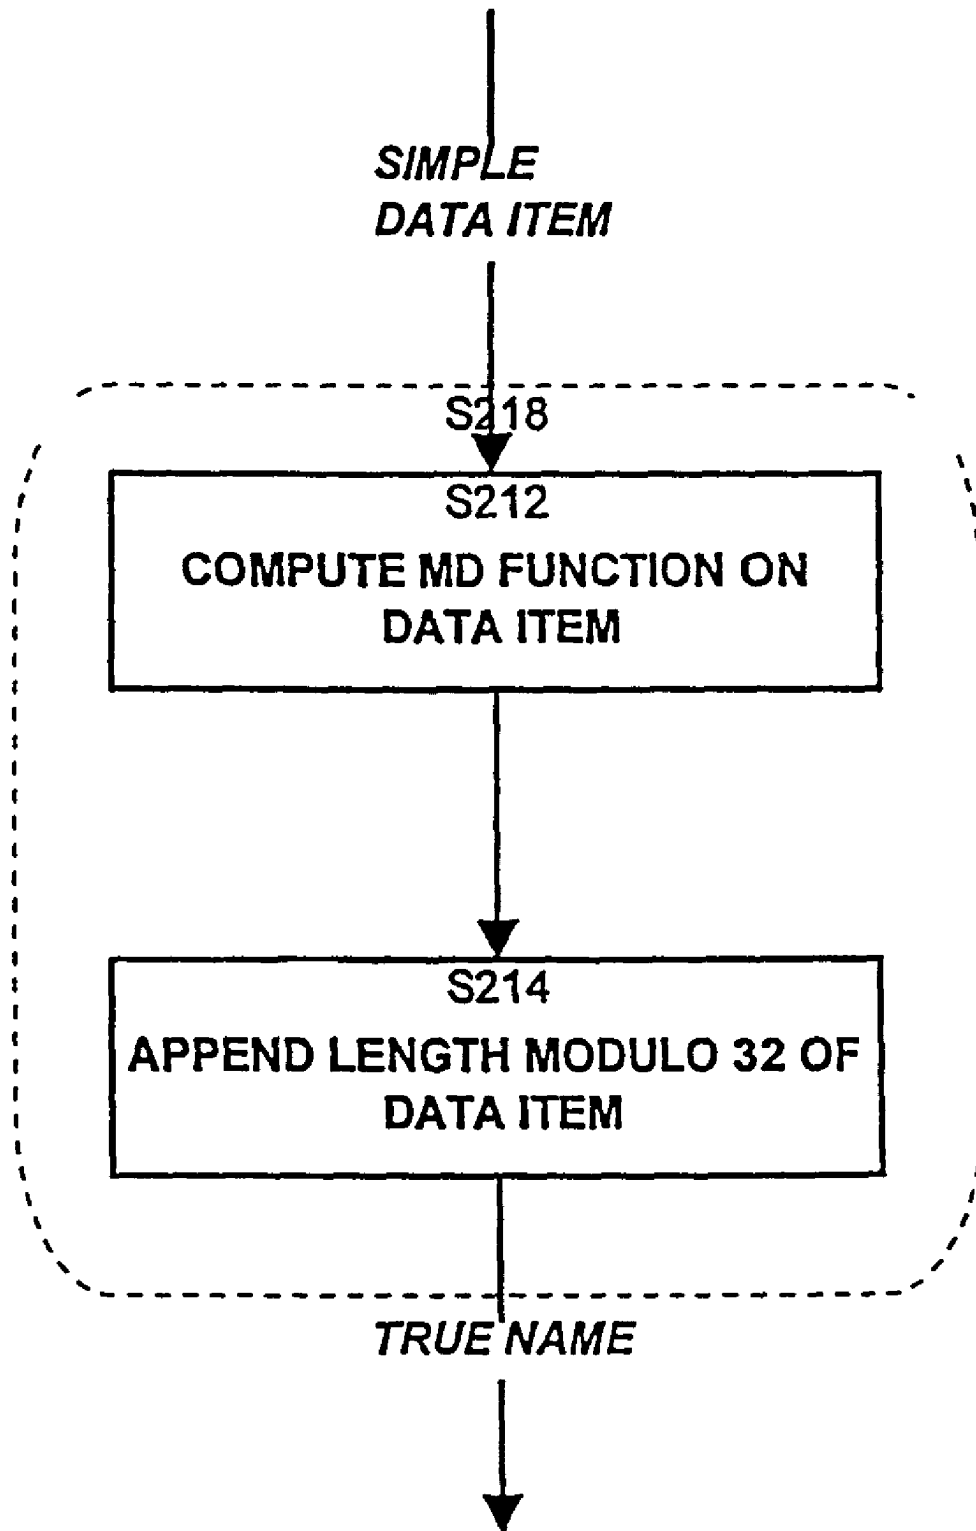 SIMPLE
DATA ITEM
S218
S212
COMPUTE MD FUNCTION ON
DATA ITEM
S214
APPEND LENGTH MODULO 32 OF
DATA ITEM
TRUE NAME